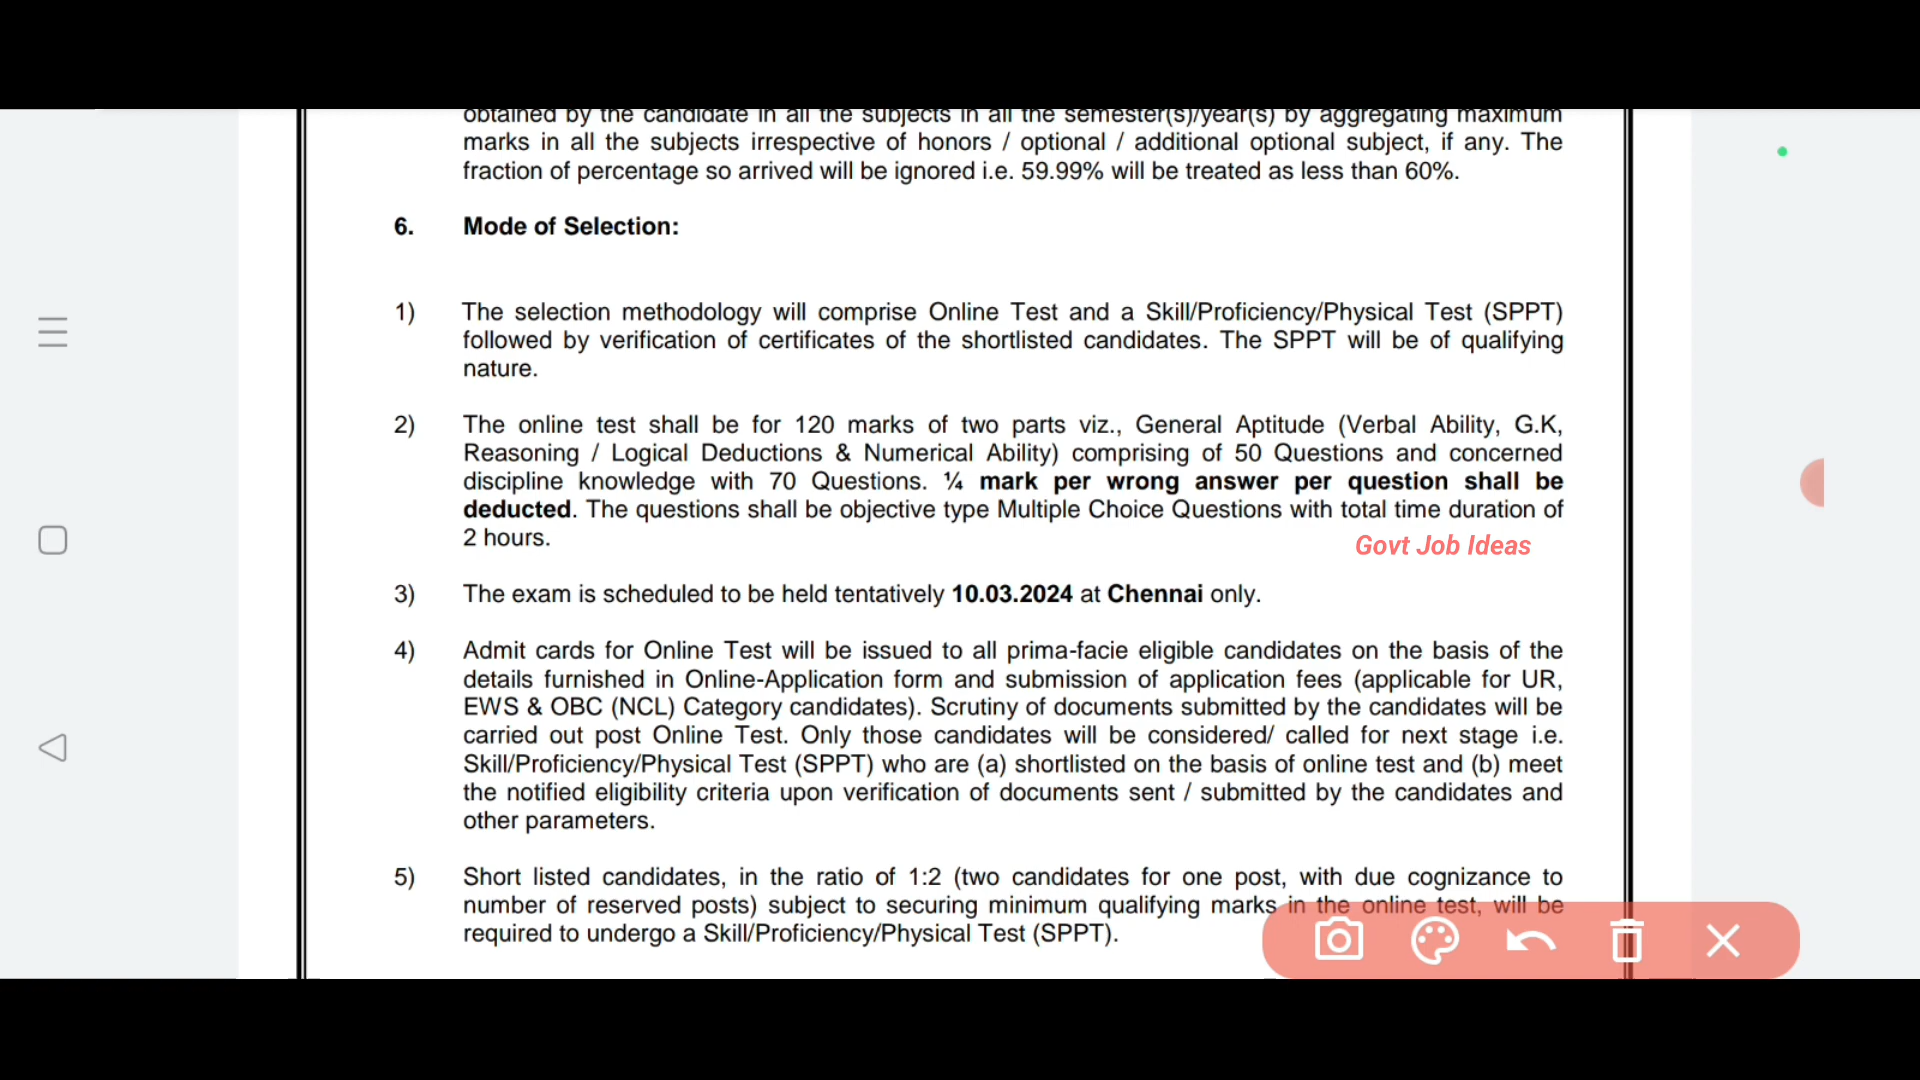 obtained by the candidate in all the subjects in all the semester(s)/year(s) by aggregating maximum
marks in all the subjects irrespective of honors / optional / additional optional subject, if any. The
fraction of percentage so arrived will be ignored i.e. 59.99% will be treated as less than 60%.
6. Mode of Selection:
1) The selection methodology will comprise Online Test and a Skill/Proficiency/Physical Test (SPPT)
followed by verification of certificates of the shortlisted candidates. The SPPT will be of qualifying
nature.
2) The online test shall be for 120 marks of two parts viz., General Aptitude (Verbal Ability, G.K,
Reasoning / Logical Deductions & Numerical Ability) comprising of 50 Questions and concerned
discipline knowledge with 70 Questions. ¼ mark per wrong answer per question shall be
deducted. The questions shall be objective type Multiple Choice Questions with total time duration of
2 hours.
Govt Job Ideas
3) The exam is scheduled to be held tentatively 10.03.2024 at Chennai only.
4) Admit cards for Online Test will be issued to all prima-facie eligible candidates on the basis of the
details furnished in Online-Application form and submission of application fees (applicable for UR,
EWS & OBC (NCL) Category candidates). Scrutiny of documents submitted by the candidates will be
carried out post Online Test. Only those candidates will be considered/ called for next stage i.e.
Skill/Proficiency/Physical Test (SPPT) who are (a) shortlisted on the basis of online test and (b) meet
the notified eligibility criteria upon verification of documents sent / submitted by the candidates and
other parameters.
5) Short listed candidates, in the ratio of 1:2 (two candidates for one post, with due cognizance to
number of reserved posts) subject to securing minimum qualifying marks in the online test, will be
required to undergo a Skill/Proficiency/Physical Test (SPPT).